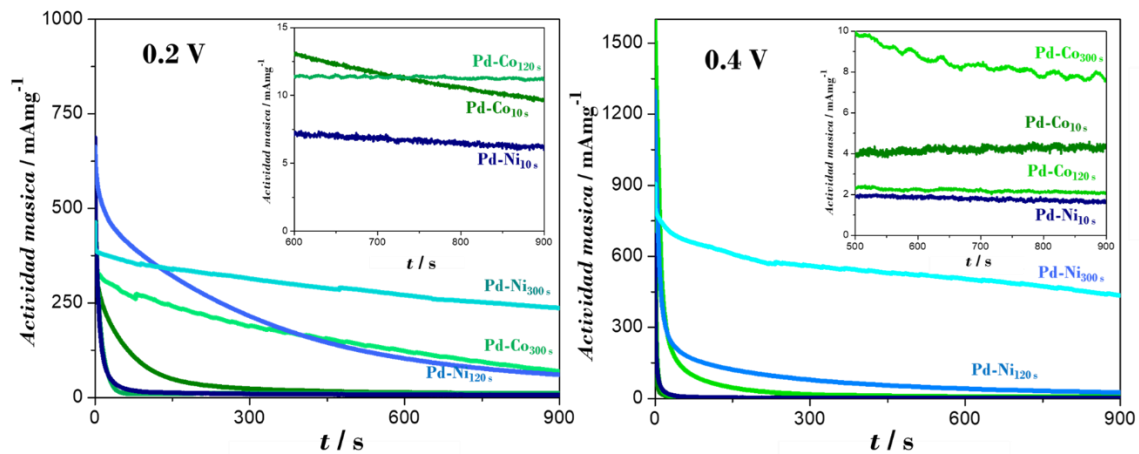 Actividad masica / mAmg-1
1000
750
500
250
0
0.2 V
Actividad masica / mAmg-1
15
10
5
0
600
700
800
900
t / s
Pd-Co120 s
Pd-Co10 s
Pd-Ni10 s
Pd-Ni300 s
Pd-Co300 s
Pd-Ni120 s
0
300
600
900
t / s
Actividad masica / mAmg-1
1500
1200
900
600
300
0
0.4 V
Actividad masica / mAmg-1
10
8
6
4
2
0
500
600
700
800
900
t / s
Pd-Co300 s
Pd-Co10 s
Pd-Co120 s
Pd-Ni10 s
Pd-Ni300 s
Pd-Ni120 s
0
300
600
900
t / s